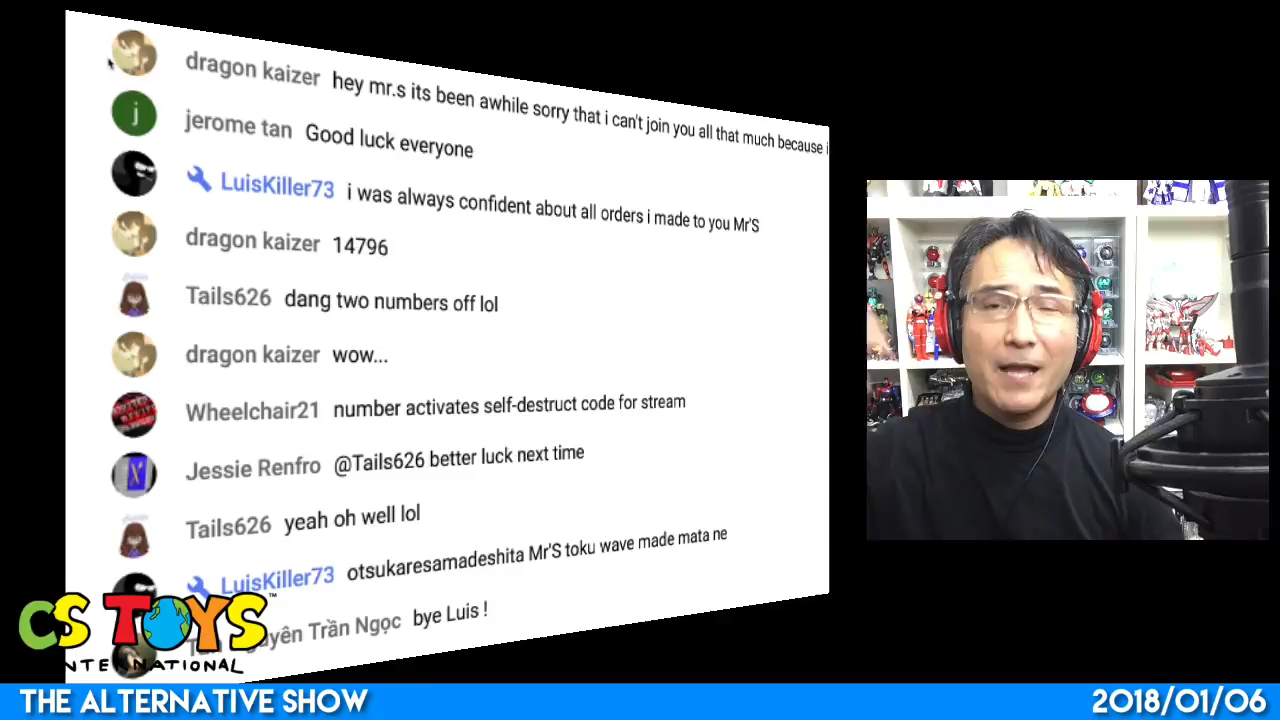 dragon kaizer hey mr.s its been awhile sorry that i can't join you all that much because i
j jerome tan Good luck everyone
LuisKiller73 i was always confident about all orders i made to you Mr'S
dragon kaizer 14796
Tails626 dang two numbers off lol
dragon kaizer wow...
Wheelchair21 number activates self-destruct code for stream
Jessie Renfro @Tails626 better luck next time
Tails626 yeah oh well lol
LuisKiller73 otsukaresamadeshita Mr'S toku wave made mata ne
Trần Ngọc bye Luis !
CS TOYS™
INTERNATIONAL
THE ALTERNATIVE SHOW
2018/01/06